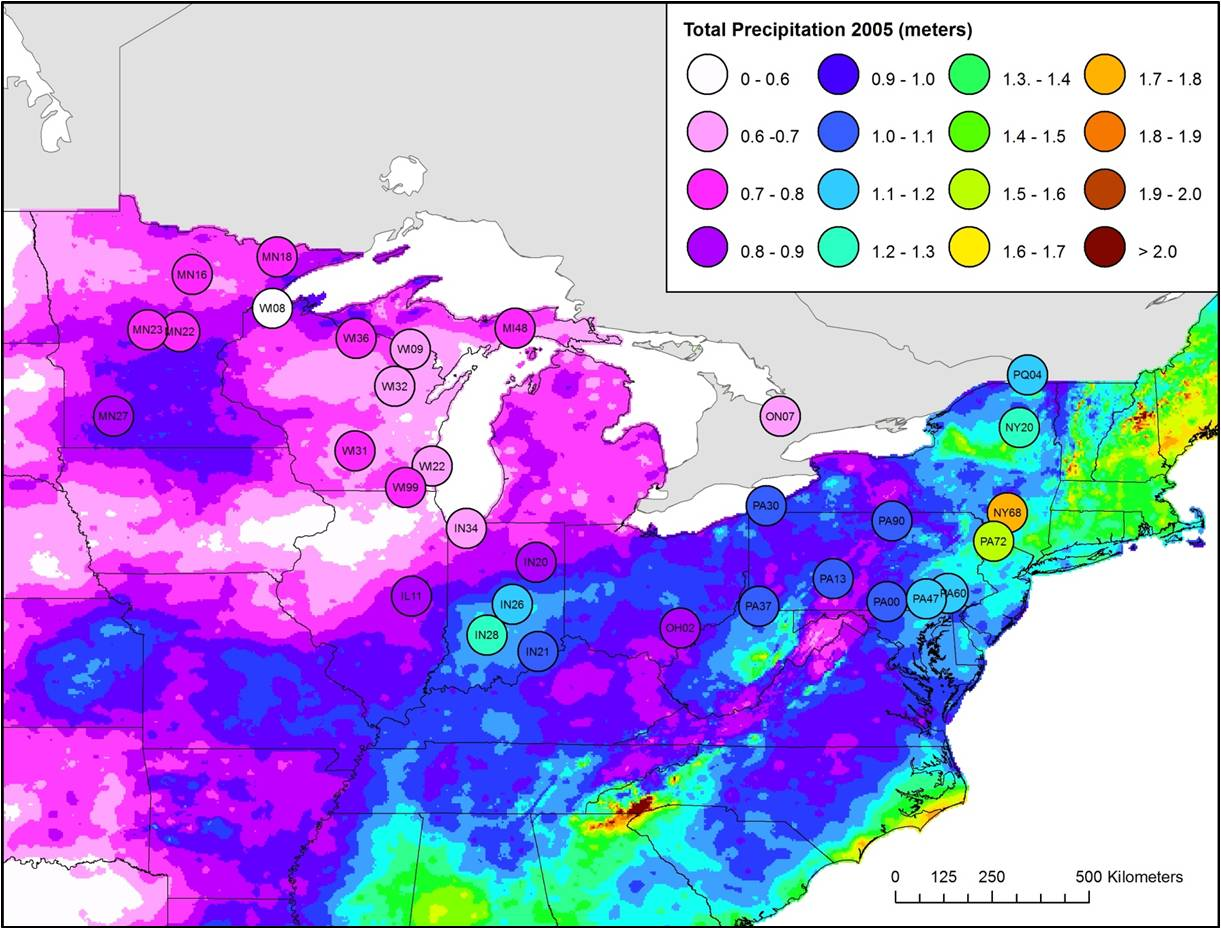 Total Precipitation 2005 (meters)
0 - 0.6
0.9 - 1.0
1.3. - 1.4
1.7 - 1.8
0.6 -0.7
1.0 - 1.1
1.4 - 1.5
1.8 - 1.9
0.7 - 0.8
1.1 - 1.2
1.5 - 1.6
1.9 - 2.0
0.8 - 0.9
1.2 - 1.3
1.6 - 1.7
> 2.0
MN18
MN16
WI08
MN23
MN22
WI36
MI48
WI09
WI32
PQ04
MN27
ON07
NY20
WI31
WI22
WI99
PA30
NY68
IN34
PA90
PA72
IN20
PA13
IL11
IN26
PA37
PA00
PA47
PA60
OH02
IN28
IN21
0 125 250 500 Kilometers